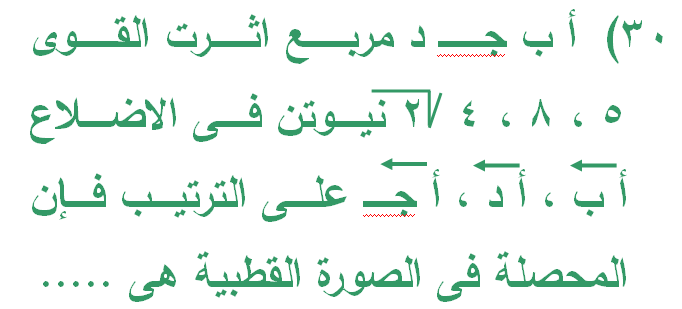 ٣٠) أ ب جـ د مربع اثرت القوى
٥ ، ٨ ، ٤ √٢ نيوتن فى الاضلاع
أ ب ، أ د ، أ جـ على الترتيب فإن
المحصلة فى الصورة القطبية هى .....